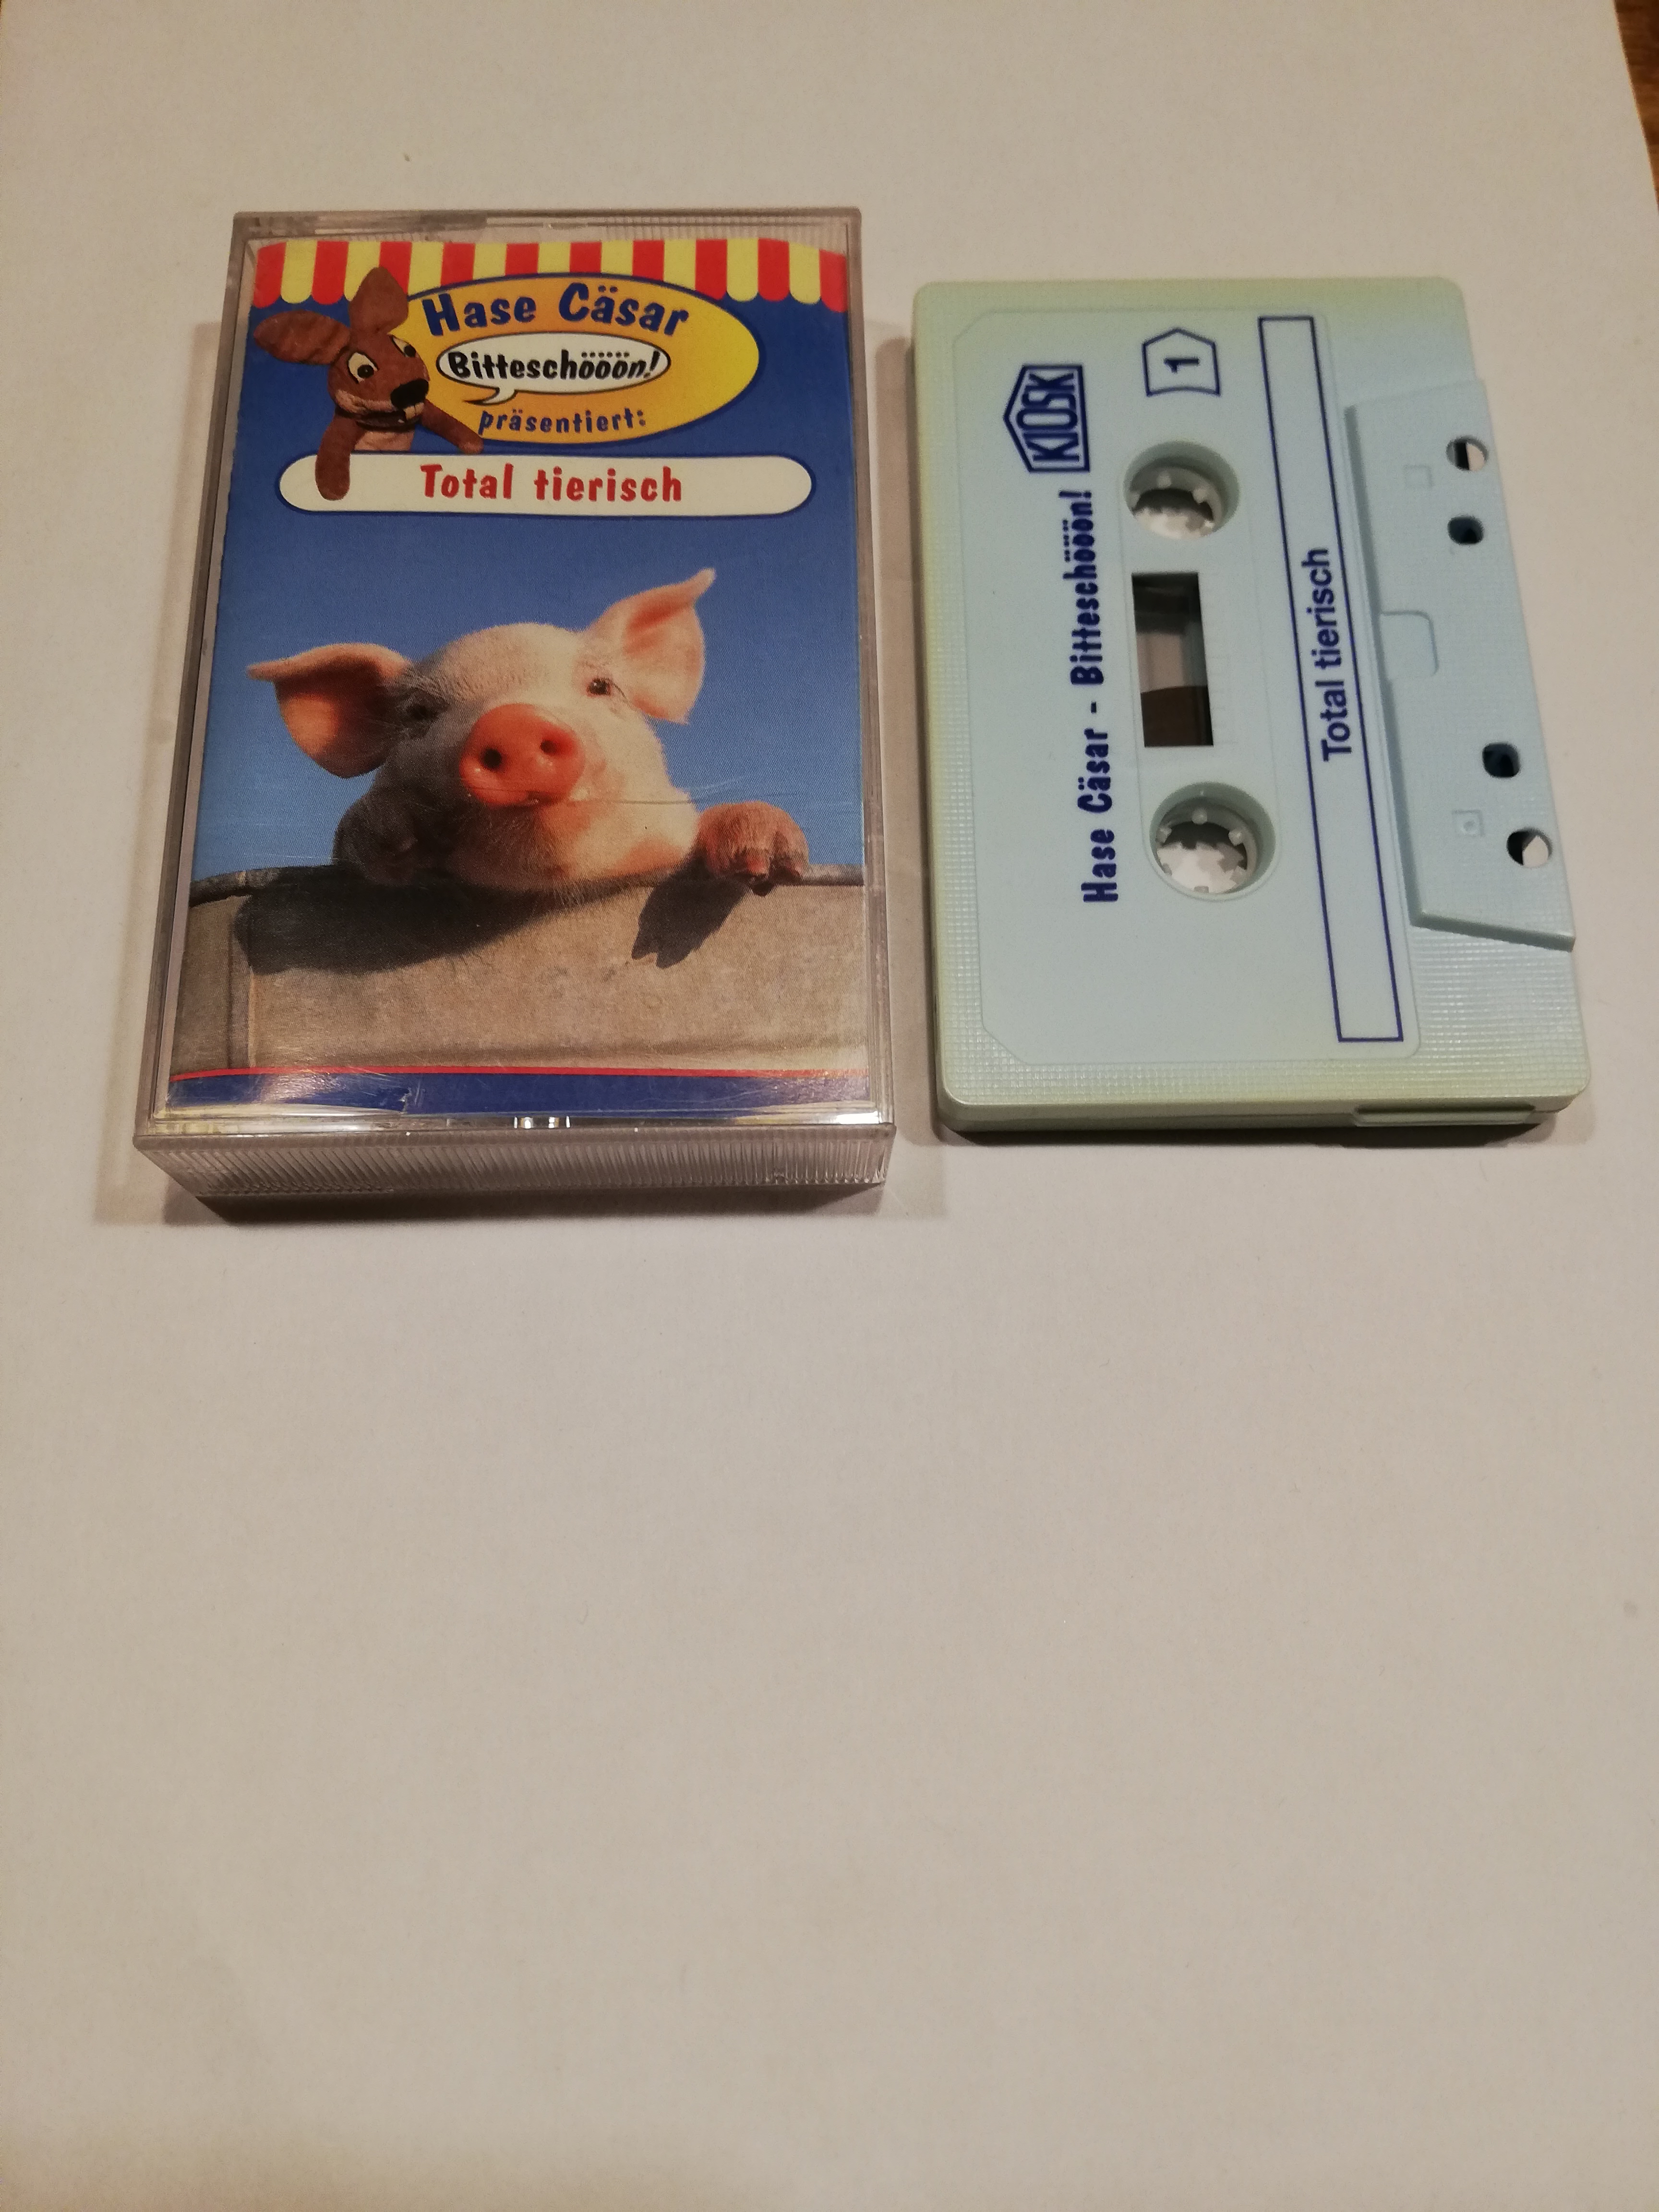 Hase Cäsar
Bitteschööön!
präsentiert:
Total tierisch
KIOSK
1
Hase Cäsar - Bitteschööön!
Total tierisch